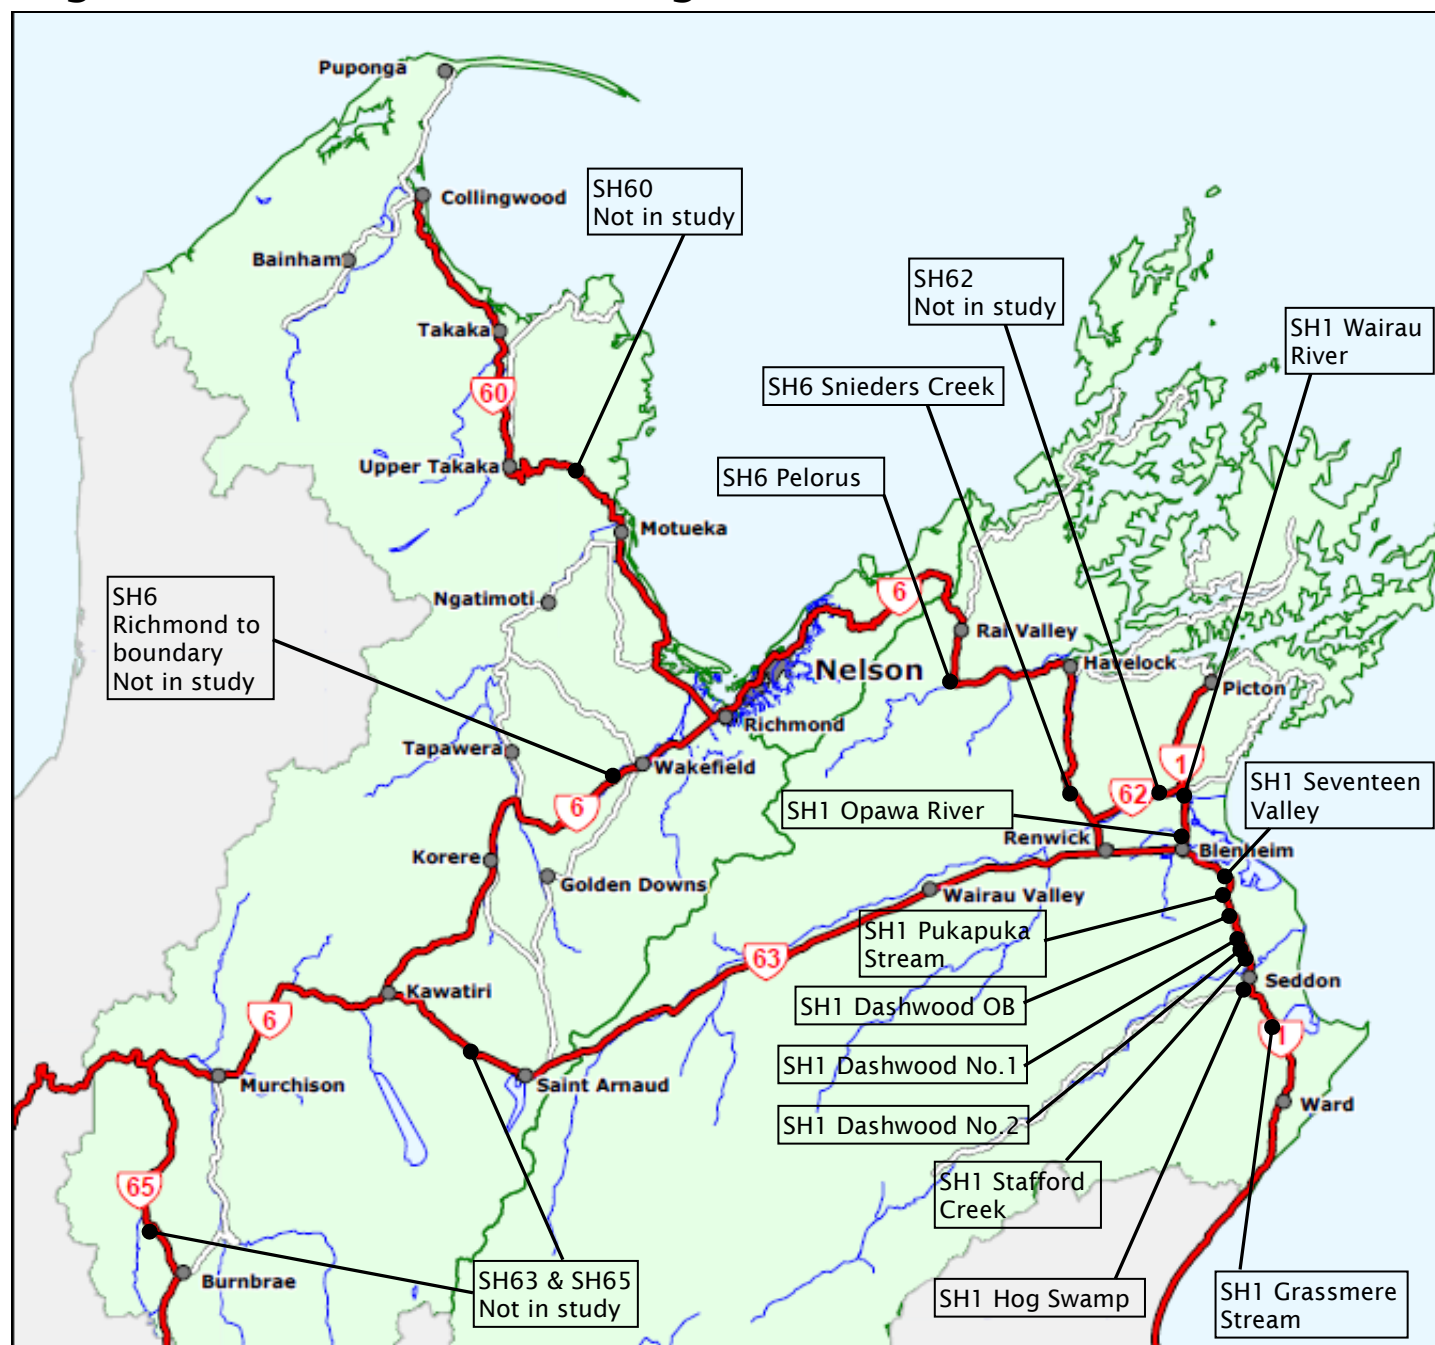 Puponga
Collingwood
Bainham
SH60
Not in study
Takaka
60
Upper Takaka
Motueka
SH62
Not in study
SH1 Wairau
River
SH6 Snieders Creek
SH6 Pelorus
SH6
Richmond to
boundary
Not in study
Ngatimoti
6
Rai Valley
Nelson
Havelock
Picton
Richmond
Tapawera
Wakefield
6
1
62
SH1 Seventeen
Valley
SH1 Opawa River
Renwick
Blenheim
Korere
Golden Downs
Wairau Valley
SH1 Pukapuka
Stream
63
Seddon
Kawatiri
SH1 Dashwood OB
6
1
SH1 Dashwood No.1
Murchison
Saint Arnaud
Ward
SH1 Dashwood No.2
65
SH1 Stafford
Creek
Burnbrae
SH63 & SH65
Not in study
SH1 Hog Swamp
SH1 Grassmere
Stream